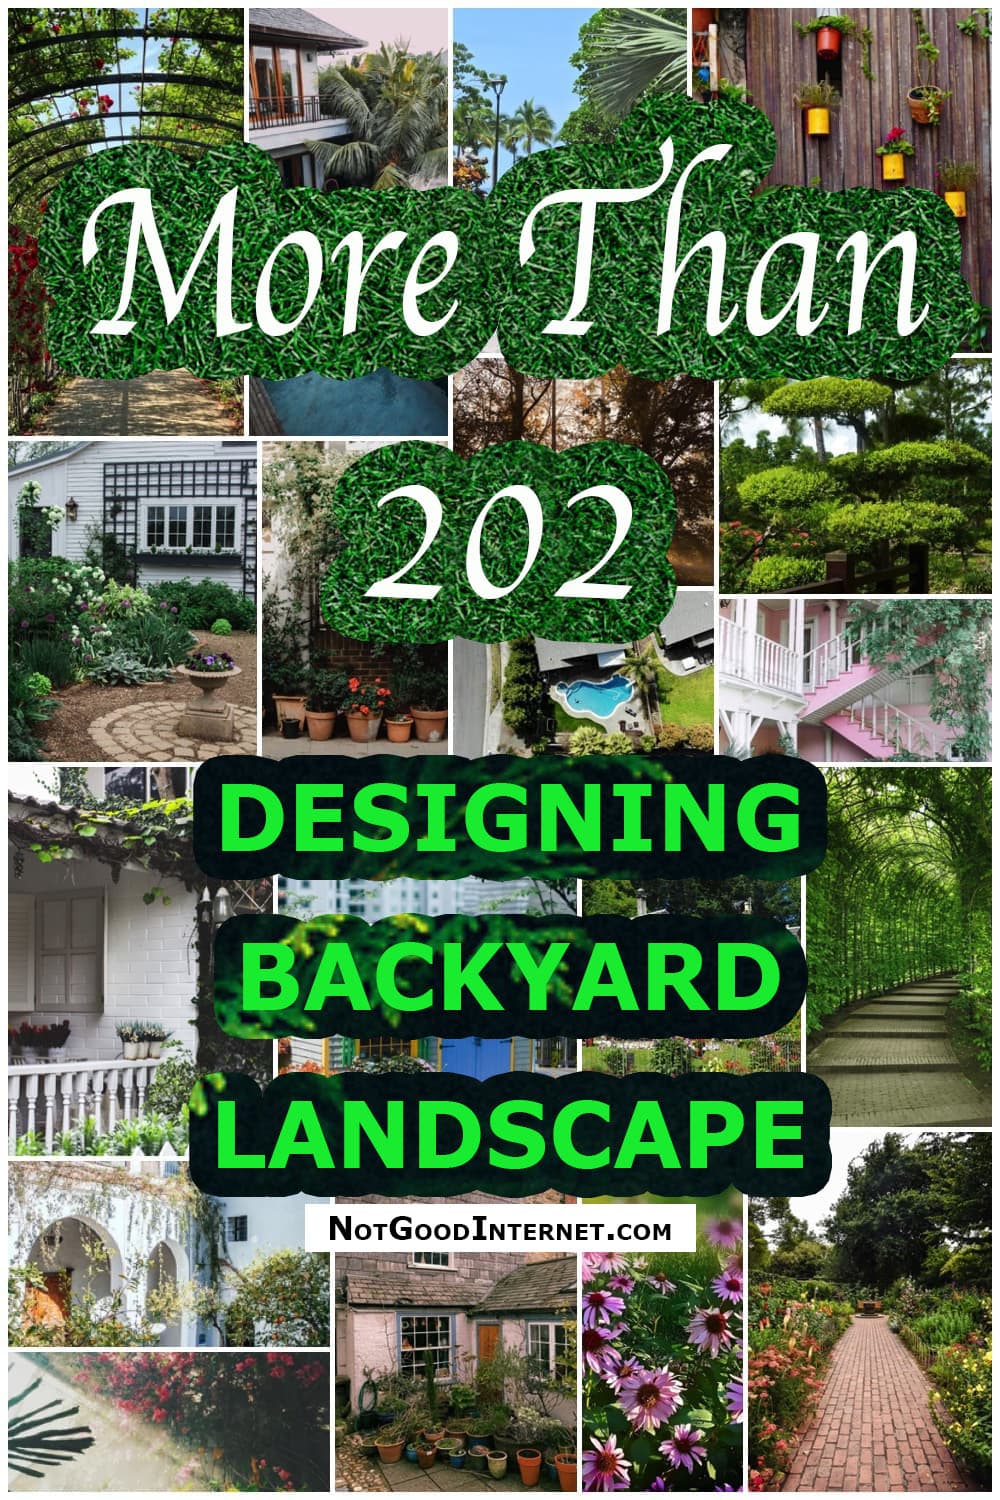 More Than
202
DESIGNING
BACKYARD
LANDSCAPE
NotGoodInternet.com